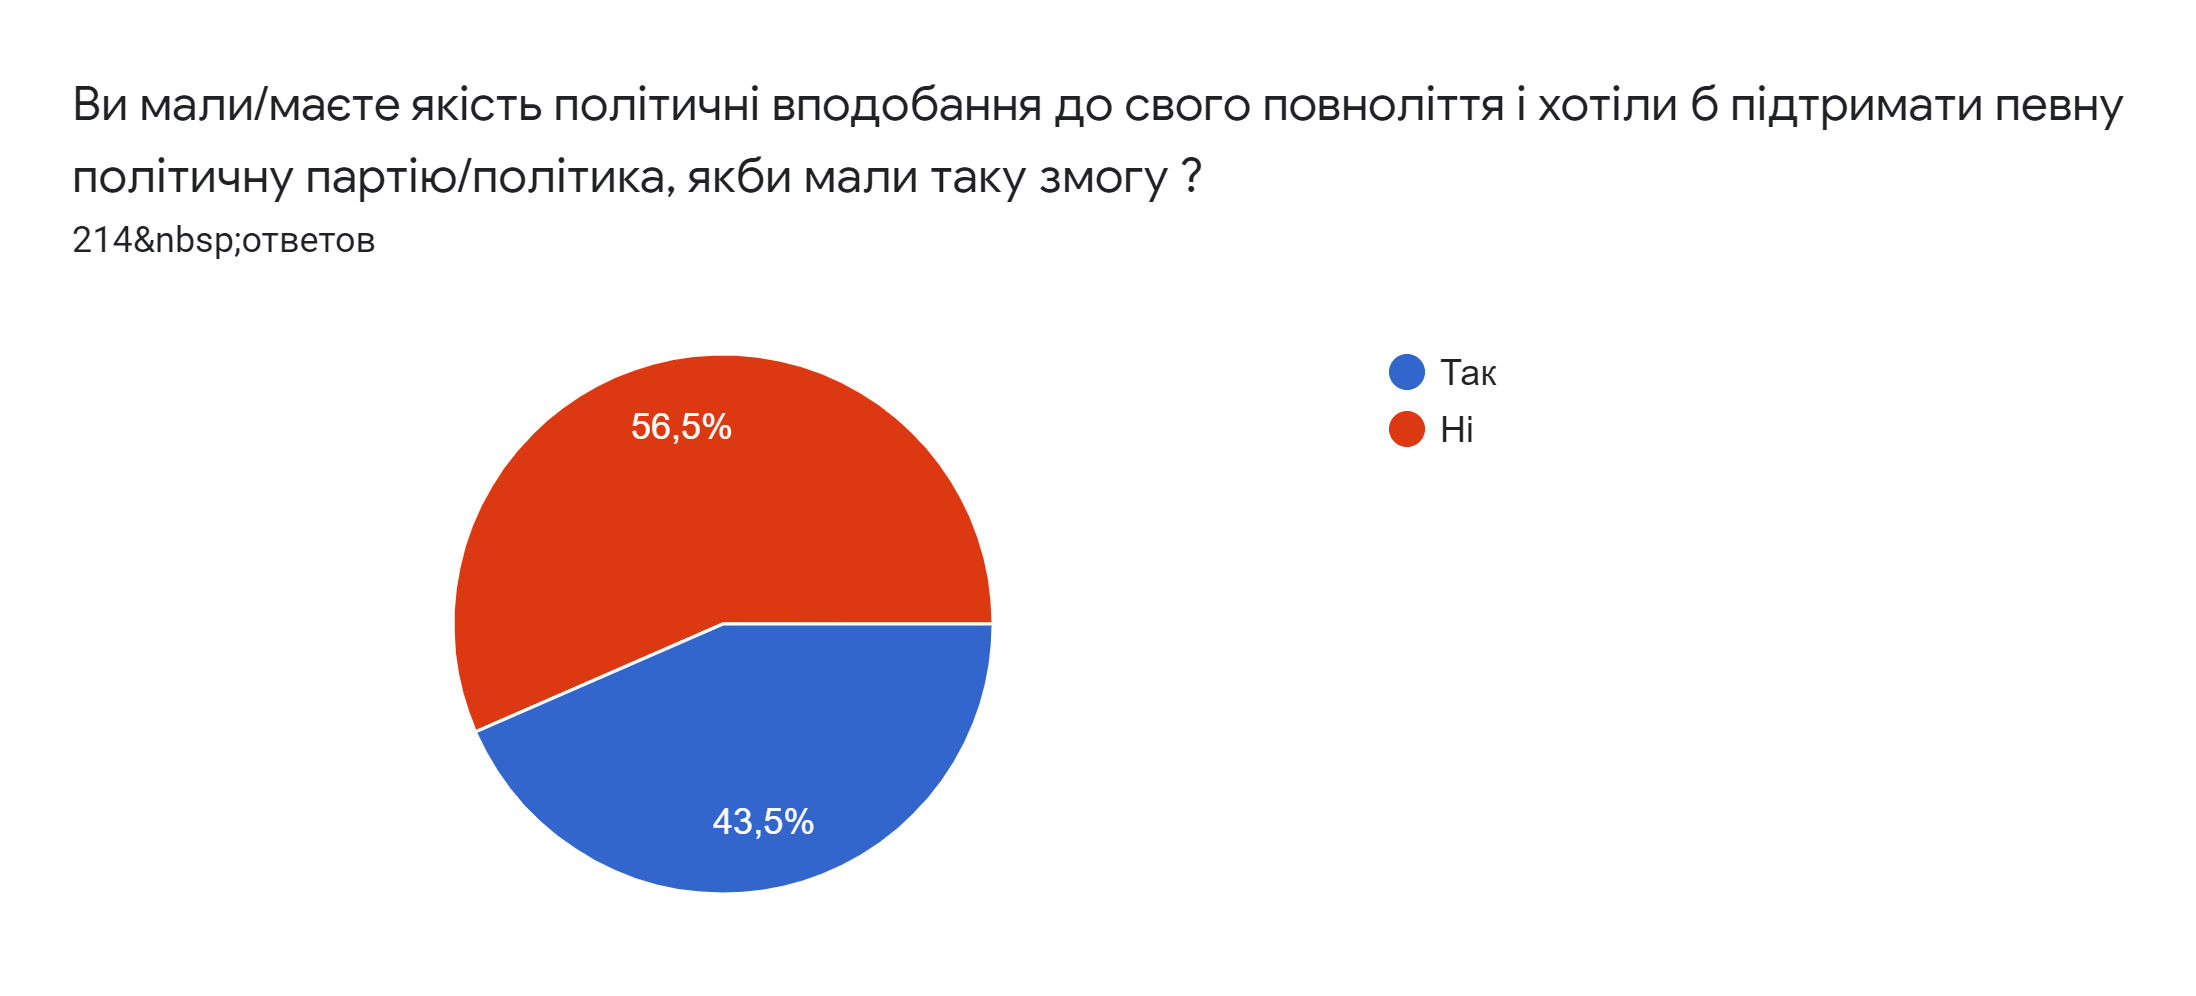 Ви мали/маєте якість політичні вподобання до свого повноліття і хотіли б підтримати певну
політичну партію/політика, якби мали таку змогу ?
214&nbsp;ответов
Так
Ні
56,5%
43,5%